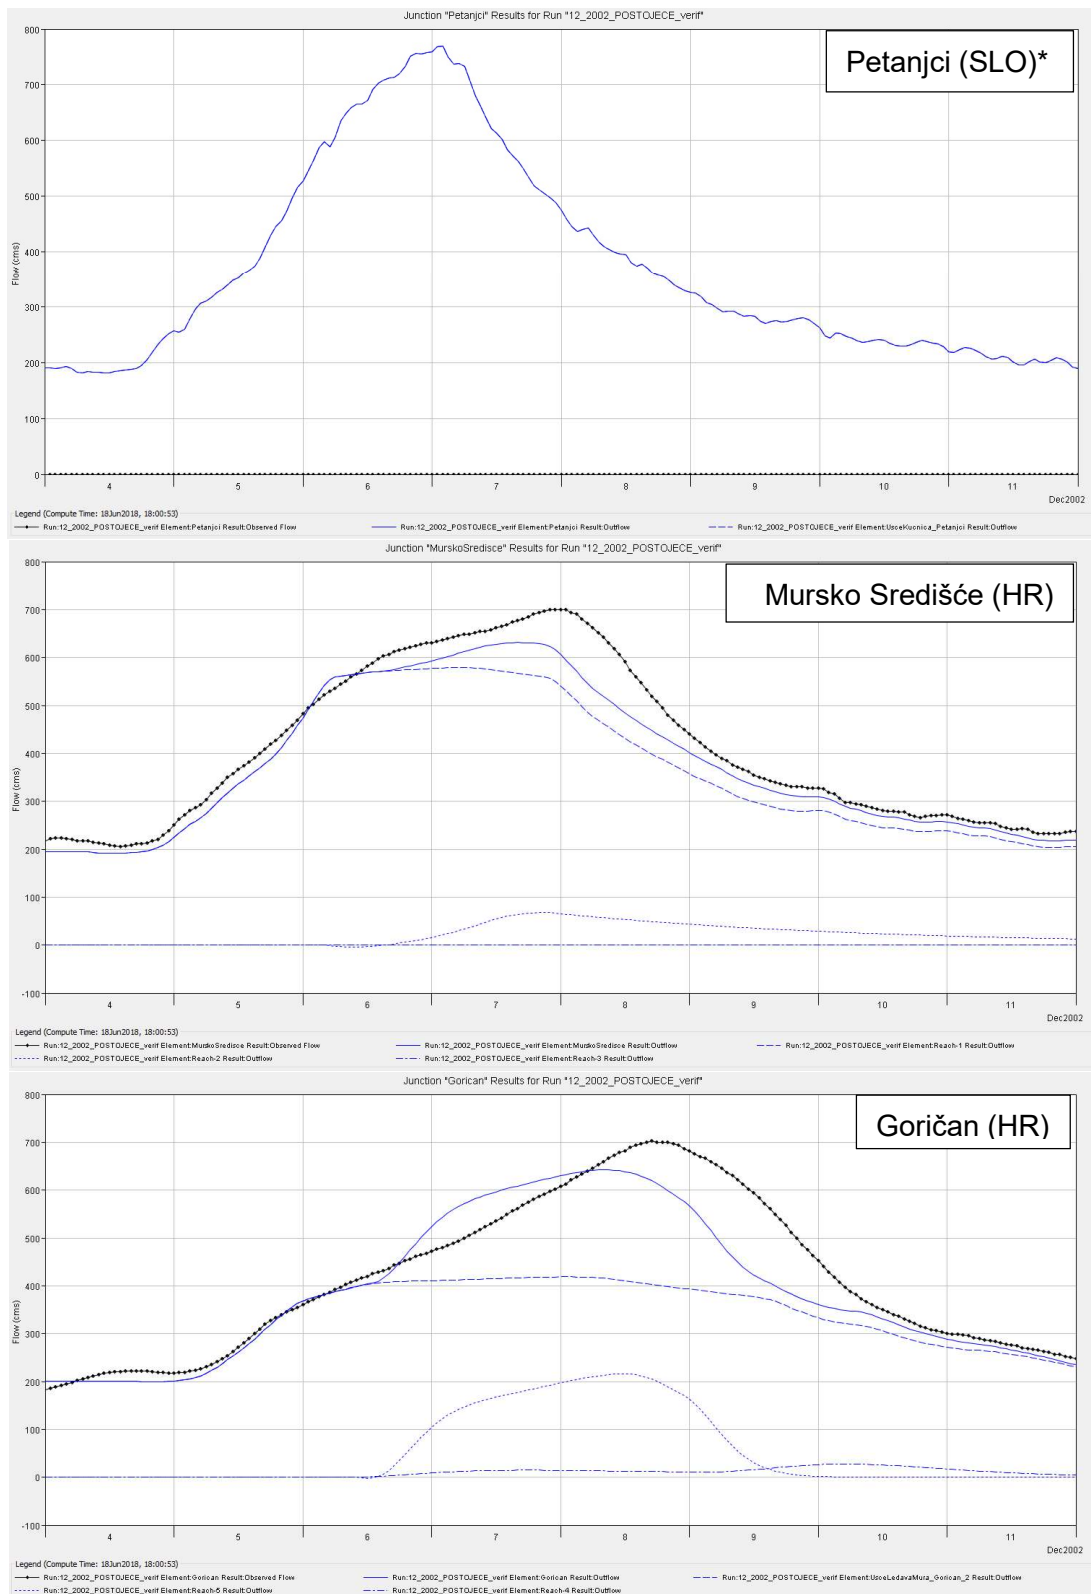 Junction "Petanjci" Results for Run "12_2002_POSTOJECE_verif"
Petanjci (SLO)*
800
700
600
500
400
300
200
100
0
Flow (cms)
4 5 6 7 8 9 10 11
Dec2002
Legend (Compute Time: 18Jun2018, 18:00:53)
Run:12_2002_POSTOJECE_verif Element:Petanjci Result:Observed Flow Run:12_2002_POSTOJECE_verif Element:Petanjci Result:Outflow Run:12_2002_POSTOJECE_verif Element:UsceKucnica_Petanjci Result:Outflow
Junction "MurskoSredisce" Results for Run "12_2002_POSTOJECE_verif"
Mursko Središće (HR)
800
700
600
500
400
300
200
100
0
-100
Flow (cms)
4 5 6 7 8 9 10 11
Dec2002
Legend (Compute Time: 18Jun2018, 18:00:53)
Run:12_2002_POSTOJECE_verif Element:MurskoSredisce Result:Observed Flow Run:12_2002_POSTOJECE_verif Element:MurskoSredisce Result:Outflow Run:12_2002_POSTOJECE_verif Element:Reach-1 Result:Outflow
Run:12_2002_POSTOJECE_verif Element:Reach-2 Result:Outflow Run:12_2002_POSTOJECE_verif Element:Reach-3 Result:Outflow
Junction "Gorican" Results for Run "12_2002_POSTOJECE_verif"
Goričan (HR)
800
700
600
500
400
300
200
100
0
-100
Flow (cms)
4 5 6 7 8 9 10 11
Dec2002
Legend (Compute Time: 18Jun2018, 18:00:53)
Run:12_2002_POSTOJECE_verif Element:Gorican Result:Observed Flow Run:12_2002_POSTOJECE_verif Element:Gorican Result:Outflow Run:12_2002_POSTOJECE_verif Element:UsceLedavaMura_Gorican_2 Result:Outflow
Run:12_2002_POSTOJECE_verif Element:Reach-5 Result:Outflow Run:12_2002_POSTOJECE_verif Element:Reach-4 Result:Outflow